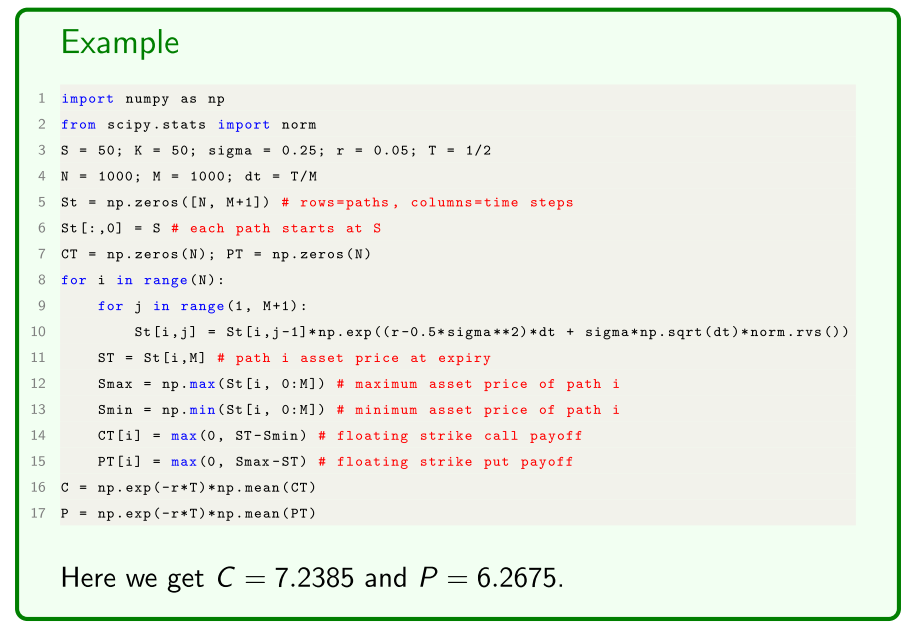 Example
1 import numpy as np
2 from scipy.stats import norm
3 S = 50; K = 50; sigma = 0.25; r = 0.05; T = 1/2
4 N = 1000; M = 1000; dt = T/M
5 St = np.zeros([N, M+1]) # rows=paths, columns=time steps
6 St[:,0] = S # each path starts at S
7 CT = np.zeros(N); PT = np.zeros(N)
8 for i in range(N):
9     for j in range(1, M+1):
10         St[i,j] = St[i,j-1]*np.exp((r-0.5*sigma**2)*dt + sigma*np.sqrt(dt)*norm.rvs())
11     ST = St[i,M] # path i asset price at expiry
12     Smax = np.max(St[i, 0:M]) # maximum asset price of path i
13     Smin = np.min(St[i, 0:M]) # minimum asset price of path i
14     CT[i] = max(0, ST-Smin) # floating strike call payoff
15     PT[i] = max(0, Smax-ST) # floating strike put payoff
16 C = np.exp(-r*T)*np.mean(CT)
17 P = np.exp(-r*T)*np.mean(PT)
Here we get C = 7.2385 and P = 6.2675.